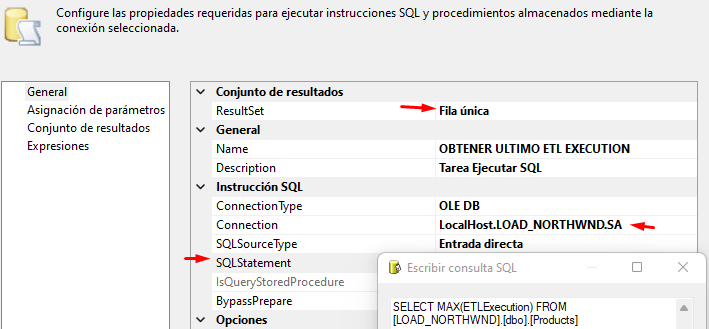 Configure las propiedades requeridas para ejecutar instrucciones SQL y procedimientos almacenados mediante la
conexión seleccionada.
General
Asignación de parámetros
Conjunto de resultados
Expresiones
Conjunto de resultados
ResultSet Fila única
General
Name OBTENER ULTIMO ETL EXECUTION
Description Tarea Ejecutar SQL
Instrucción SQL
ConnectionType OLE DB
Connection LocalHost.LOAD_NORTHWND.SA
SQLSourceType Entrada directa
SQLStatement
IsQueryStoredProcedure
BypassPrepare
Opciones
Escribir consulta SQL
SELECT MAX(ETLExecution) FROM
[LOAD_NORTHWND].[dbo].[Products]